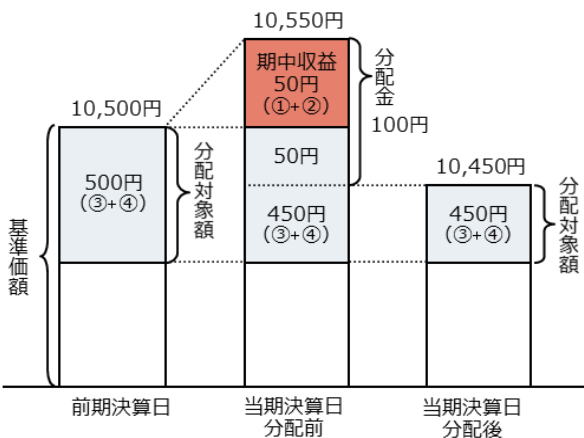 10,550円
期中収益
50円
（①+②）
分配金
100円
10,500円
50円
10,450円
500円
（③+④）
分配対象額
450円
（③+④）
450円
（③+④）
分配対象額
基準価額
前期決算日
当期決算日
分配前
当期決算日
分配後